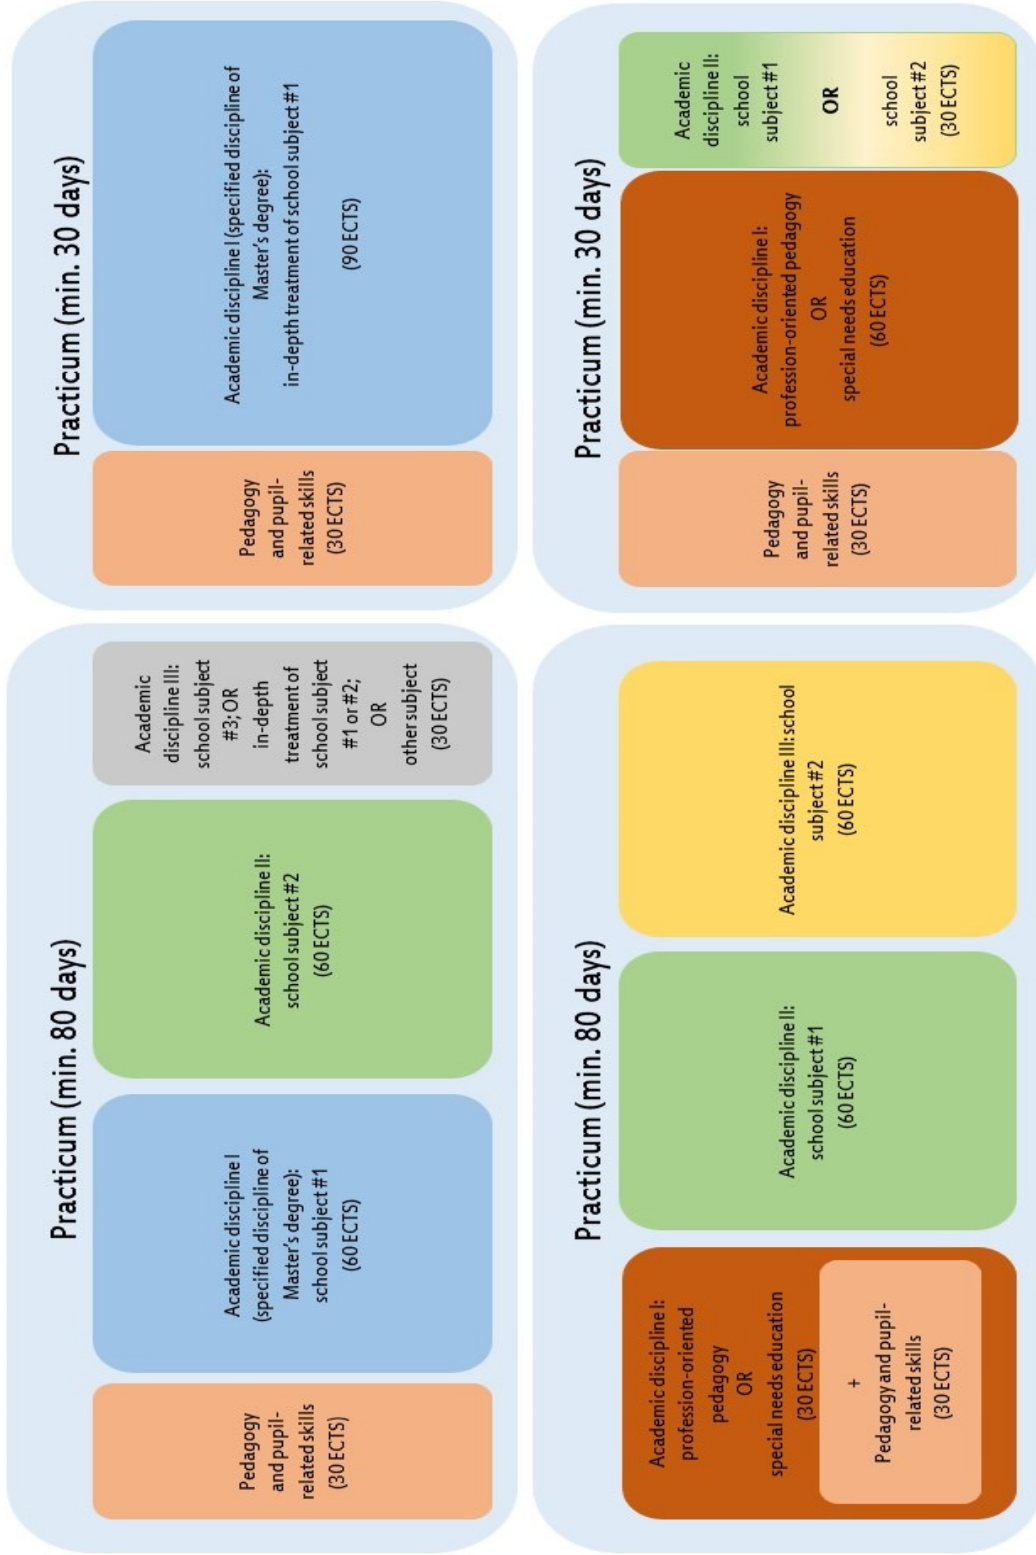 Practicum (min. 80 days)
Pedagogy
and pupil-
related skills
(30 ECTS)
Academic discipline I
(specified discipline of
Master's degree):
school subject #1
(60 ECTS)
Academic discipline II:
school subject #2
(60 ECTS)
Academic
discipline III:
school subject
#3; OR
in-depth
treatment of
school subject
#1 or #2;
OR
other subject
(30 ECTS)
Practicum (min. 30 days)
Pedagogy
and pupil-
related skills
(30 ECTS)
Academic discipline I (specified discipline of
Master's degree):
in-depth treatment of school subject #1
(90 ECTS)
Practicum (min. 80 days)
Academic discipline I:
profession-oriented
pedagogy
OR
special needs education
(30 ECTS)
+
Pedagogy and pupil-
related skills
(30 ECTS)
Academic discipline II:
school subject #1
(60 ECTS)
Academic discipline III: school
subject #2
(60 ECTS)
Practicum (min. 30 days)
Pedagogy
and pupil-
related skills
(30 ECTS)
Academic discipline I:
profession-oriented pedagogy
OR
special needs education
(60 ECTS)
Academic
discipline II:
school
subject #1
OR
school
subject #2
(30 ECTS)